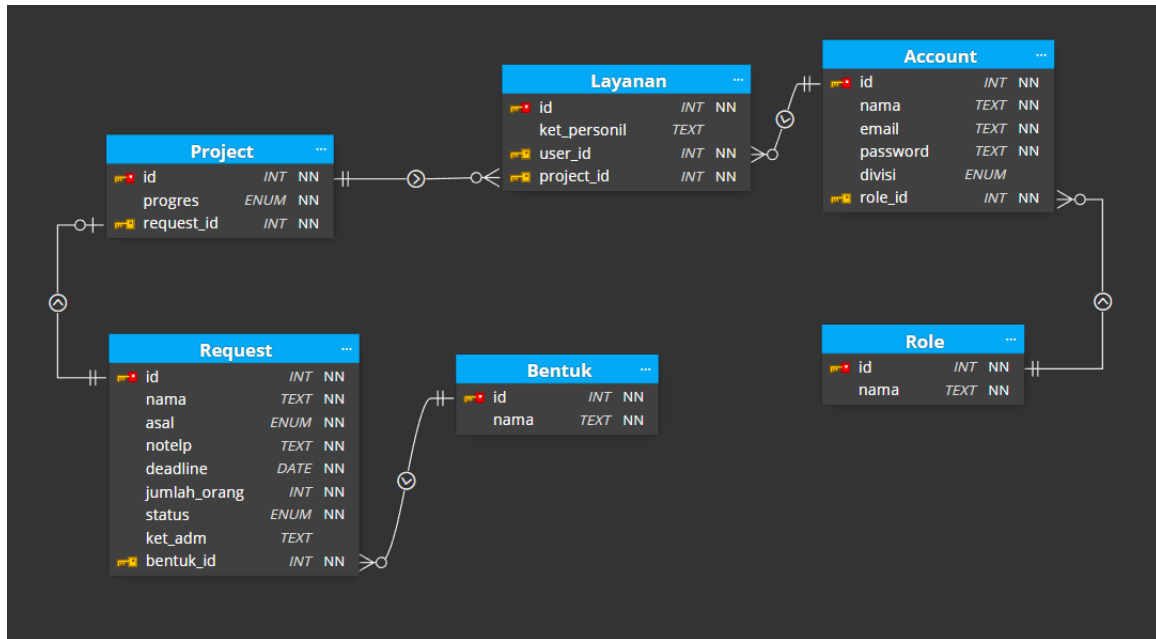 Project ...
id INT NN
progres ENUM NN
request_id INT NN
Layanan ...
id INT NN
ket_personil TEXT
user_id INT NN
project_id INT NN
Account ...
id INT NN
nama TEXT NN
email TEXT NN
password TEXT NN
divisi ENUM
role_id INT NN
Request ...
id INT NN
nama TEXT NN
asal ENUM NN
notelp TEXT NN
deadline DATE NN
jumlah_orang INT NN
status ENUM NN
ket_adm TEXT
bentuk_id INT NN
Bentuk ...
id INT NN
nama TEXT NN
Role ...
id INT NN
nama TEXT NN